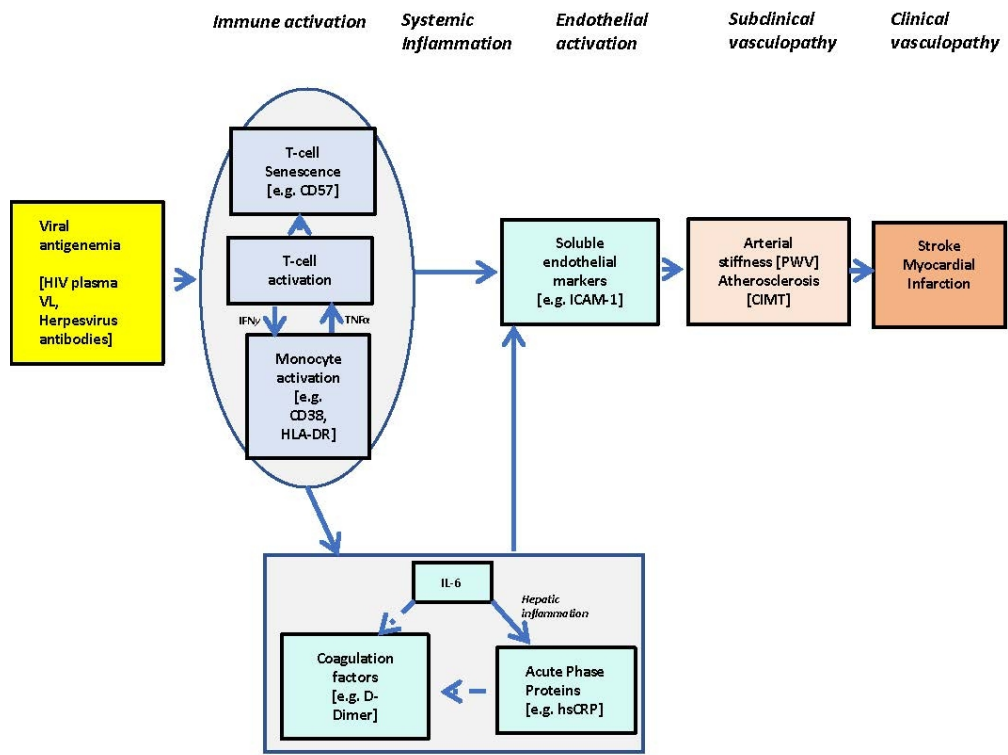 Immune activation
Systemic
Inflammation
Endothelial
activation
Subclinical
vasculopathy
Clinical
vasculopathy
T-cell
Senescence
[e.g. CD57]
Viral
antigenemia
[HIV plasma
VL,
Herpesvirus
antibodies]
T-cell
activation
IFNγ
TNFα
Monocyte
activation
[e.g.
CD38,
HLA-DR]
Soluble
endothelial
markers
[e.g. ICAM-1]
Arterial
stiffness [PWV]
Atherosclerosis
[CIMT]
Stroke
Myocardial
Infarction
IL-6
Hepatic
inflammation
Coagulation
factors
[e.g. D-
Dimer]
Acute Phase
Proteins
[e.g. hsCRP]